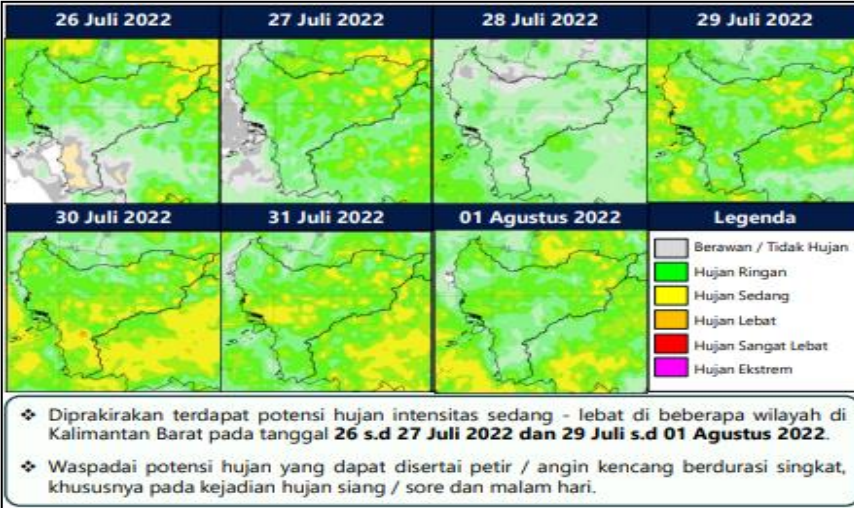 26 Juli 2022
27 Juli 2022
28 Juli 2022
29 Juli 2022
30 Juli 2022
31 Juli 2022
01 Agustus 2022
Legenda
Berawan / Tidak Hujan
Hujan Ringan
Hujan Sedang
Hujan Lebat
Hujan Sangat Lebat
Hujan Ekstrem
❖ Diprakirakan terdapat potensi hujan intensitas sedang - lebat di beberapa wilayah di
Kalimantan Barat pada tanggal 26 s.d 27 Juli 2022 dan 29 Juli s.d 01 Agustus 2022.
❖ Waspadai potensi hujan yang dapat disertai petir / angin kencang berdurasi singkat,
khususnya pada kejadian hujan siang / sore dan malam hari.